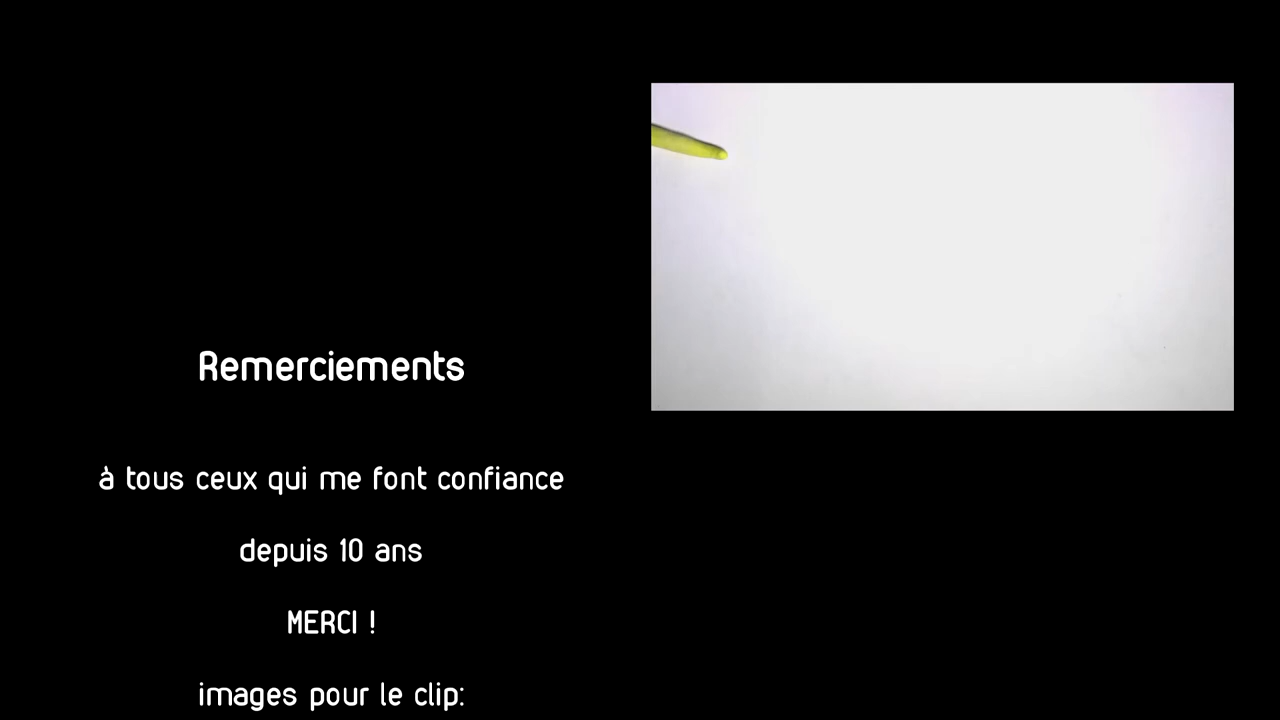 Remerciements
à tous ceux qui me font confiance
depuis 10 ans
MERCI !
images pour le clip: